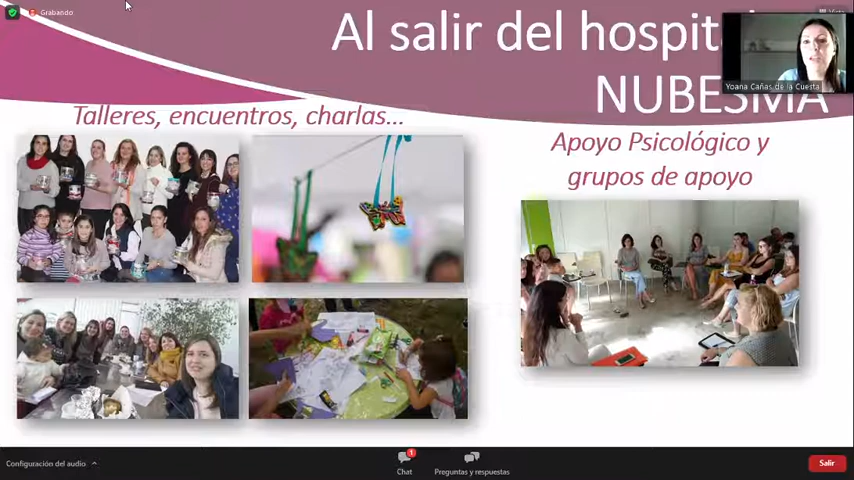 Grabando
Al salir del hospital
NUBESMA
Yoana Cañas de la Cuesta
Talleres, encuentros, charlas...
Apoyo Psicológico y
grupos de apoyo
Configuración del audio
1
Chat
Preguntas y respuestas
Salir